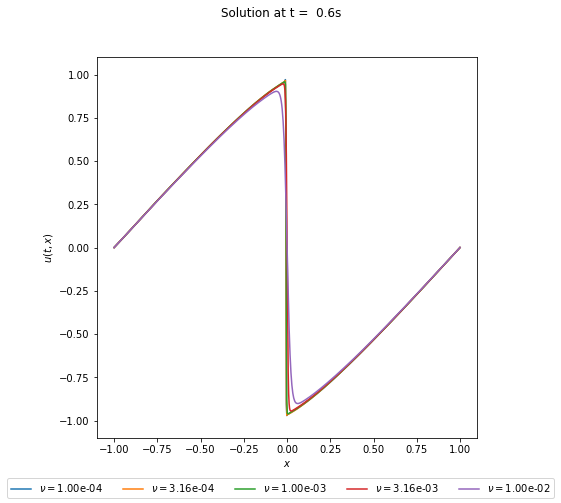 Solution at t =  0.6s
1.00
0.75
0.50
0.25
0.00
−0.25
−0.50
−0.75
−1.00
u(t, x)
−1.00 −0.75 −0.50 −0.25 0.00 0.25 0.50 0.75 1.00
x
ν = 1.00e-04 ν = 3.16e-04 ν = 1.00e-03 ν = 3.16e-03 ν = 1.00e-02